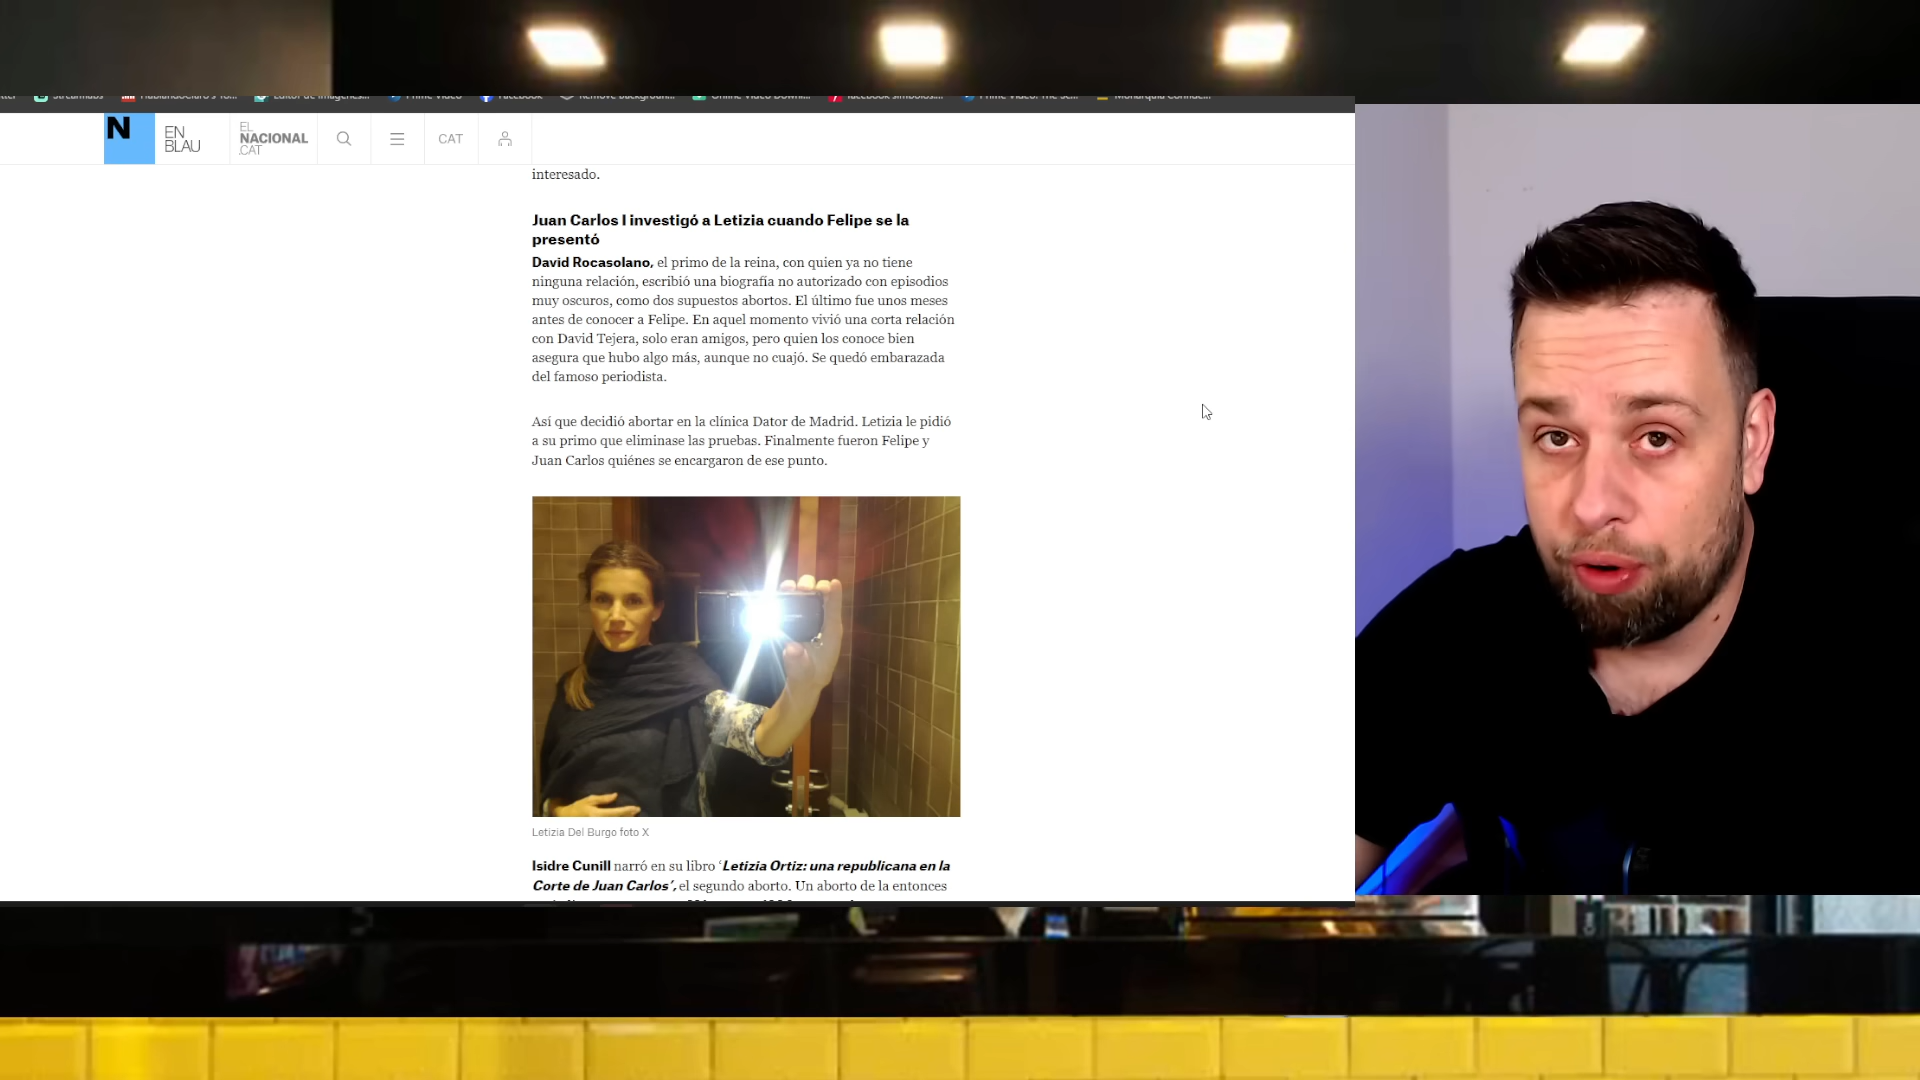 N
EN
BLAU
EL
NACIONAL
.CAT
CAT
interesado.
Juan Carlos I investigó a Letizia cuando Felipe se la
presentó
David Rocasolano, el primo de la reina, con quien ya no tiene
ninguna relación, escribió una biografía no autorizado con episodios
muy oscuros, como dos supuestos abortos. El último fue unos meses
antes de conocer a Felipe. En aquel momento vivió una corta relación
con David Tejera, solo eran amigos, pero quien los conoce bien
asegura que hubo algo más, aunque no cuajó. Se quedó embarazada
del famoso periodista.
Así que decidió abortar en la clínica Dator de Madrid. Letizia le pidió
a su primo que eliminase las pruebas. Finalmente fueron Felipe y
Juan Carlos quiénes se encargaron de ese punto.
Letizia Del Burgo foto X
Isidre Cunill narró en su libro ‘Letizia Ortiz: una republicana en la
Corte de Juan Carlos’, el segundo aborto. Un aborto de la entonces